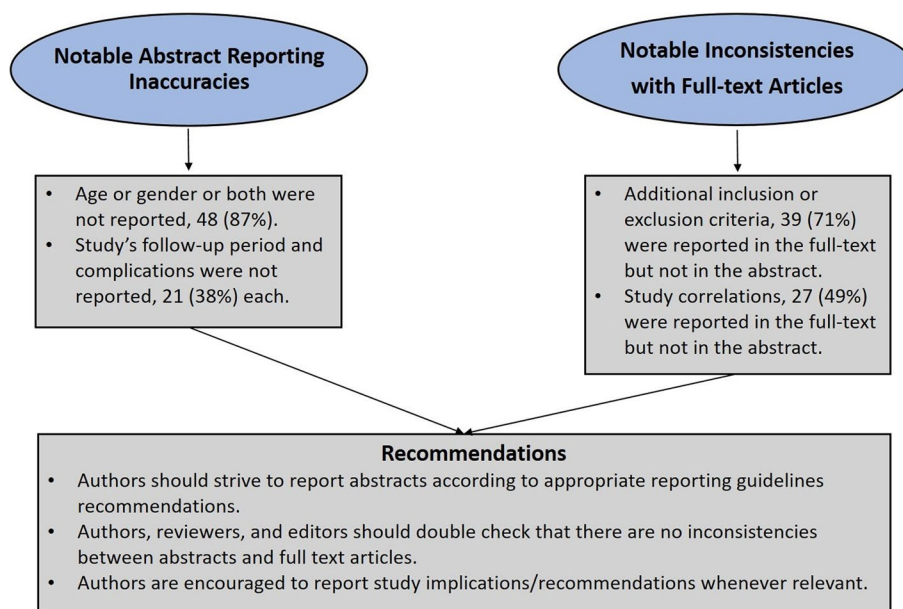 Notable Abstract Reporting
Inaccuracies
Notable Inconsistencies
with Full-text Articles
• Age or gender or both were
not reported, 48 (87%).
• Study's follow-up period and
complications were not
reported, 21 (38%) each.
• Additional inclusion or
exclusion criteria, 39 (71%)
were reported in the full-text
but not in the abstract.
• Study correlations, 27 (49%)
were reported in the full-text
but not in the abstract.
Recommendations
• Authors should strive to report abstracts according to appropriate reporting guidelines
recommendations.
• Authors, reviewers, and editors should double check that there are no inconsistencies
between abstracts and full text articles.
• Authors are encouraged to report study implications/recommendations whenever relevant.